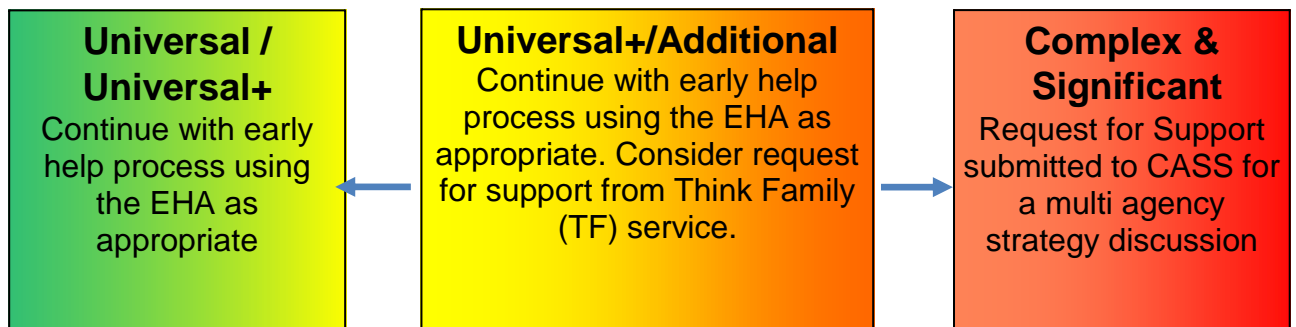 Universal /
Universal+
Continue with early
help process using
the EHA as
appropriate
Universal+/Additional
Continue with early help
process using the EHA as
appropriate. Consider request
for support from Think Family
(TF) service.
Complex &
Significant
Request for Support
submitted to CASS for
a multi agency
strategy discussion